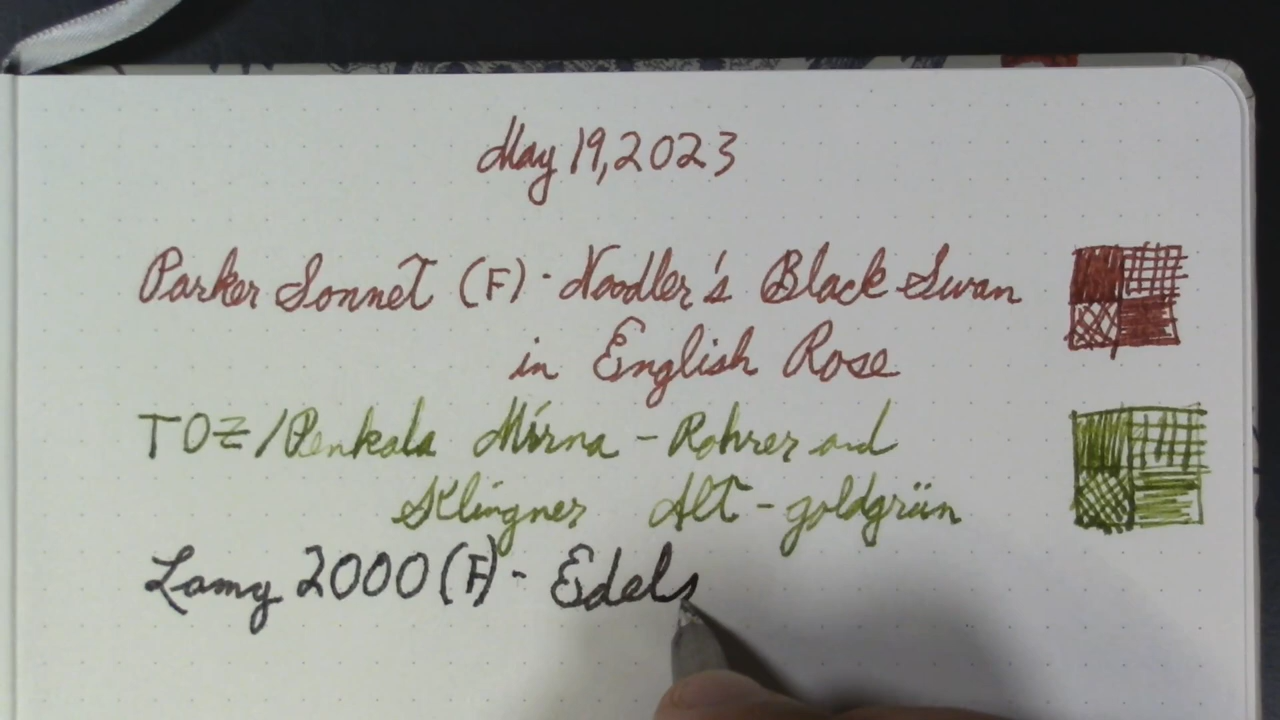 May 19, 2023
Parker Sonnet (F) - Noodler's Black Swan
in English Rose
TOZ/Penkala Mirna - Rohrer and
Klingner Alt-goldgrün
Lamy 2000 (F) - Edels